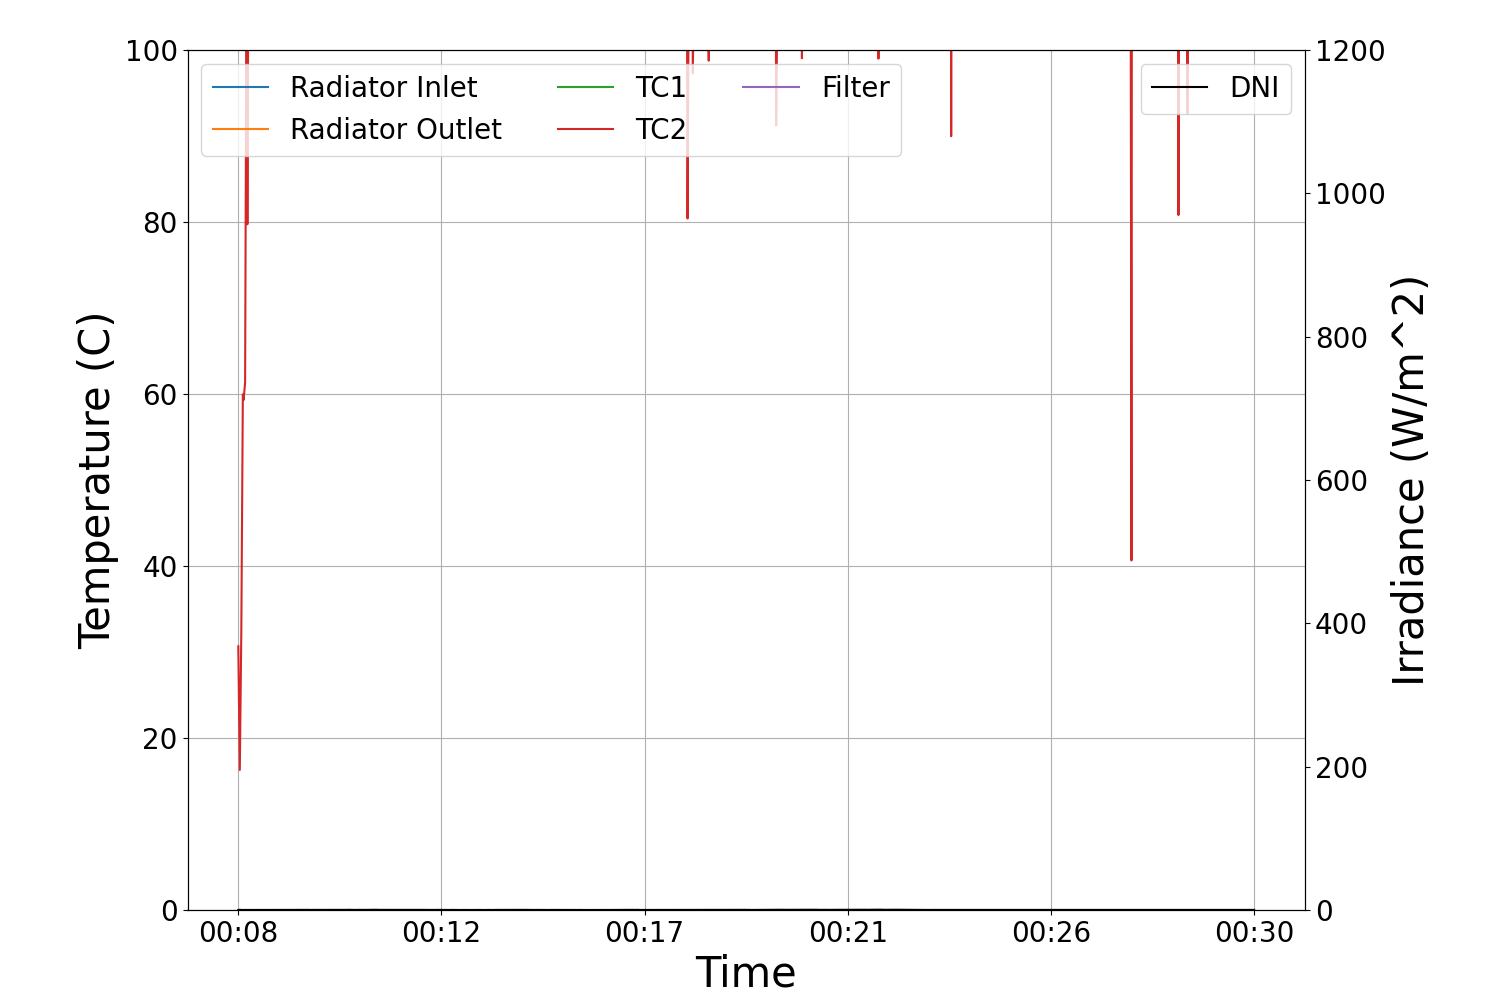 100
80
60
40
20
0
Temperature (C)
Radiator Inlet
Radiator Outlet
TC1
TC2
Filter
DNI
1200
1000
800
600
400
200
0
Irradiance (W/m^2)
00:08 00:12 00:17 00:21 00:26 00:30
Time